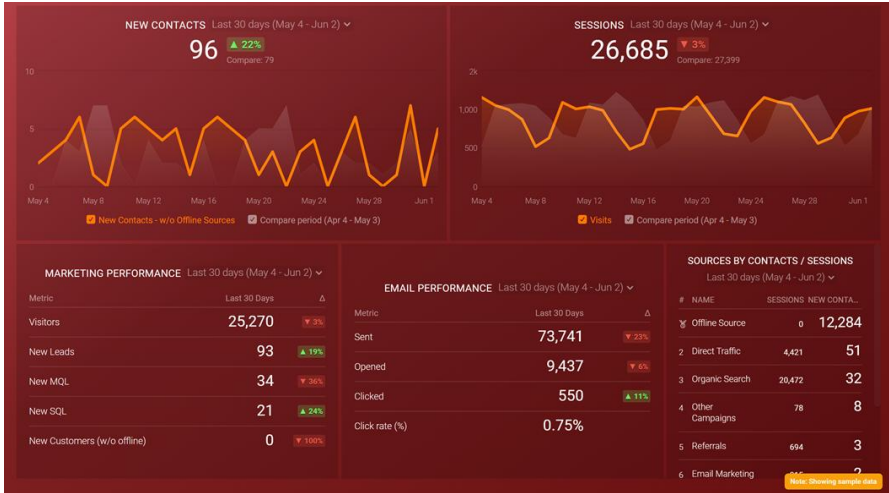 NEW CONTACTS Last 30 days (May 4 - Jun 2)
96 ▲ 22%
Compare: 79
10
5
0
May 4 May 8 May 12 May 16 May 20 May 24 May 28 Jun 1
New Contacts - w/o Offline Sources Compare period (Apr 4 - May 3)
SESSIONS Last 30 days (May 4 - Jun 2)
26,685 ▼ 3%
Compare: 27,399
2k
1,000
500
0
May 4 May 8 May 12 May 16 May 20 May 24 May 28 Jun 1
Visits Compare period (Apr 4 - May 3)
MARKETING PERFORMANCE Last 30 days (May 4 - Jun 2)
Metric Last 30 Days Δ
Visitors 25,270 ▼ 3%
New Leads 93 ▲ 19%
New MQL 34 ▼ 36%
New SQL 21 ▲ 24%
New Customers (w/o offline) 0 ▼ 100%
EMAIL PERFORMANCE Last 30 days (May 4 - Jun 2)
Metric Last 30 Days Δ
Sent 73,741 ▼ 23%
Opened 9,437 ▼ 6%
Clicked 550 ▲ 11%
Click rate (%) 0.75%
SOURCES BY CONTACTS / SESSIONS
Last 30 days (May 4 - Jun 2)
# NAME SESSIONS NEW CONTA...
Offline Source 0 12,284
2 Direct Traffic 4,421 51
3 Organic Search 20,472 32
4 Other 78 8
Campaigns
5 Referrals 694 3
6 Email Marketing 2
Note: Showing sample data